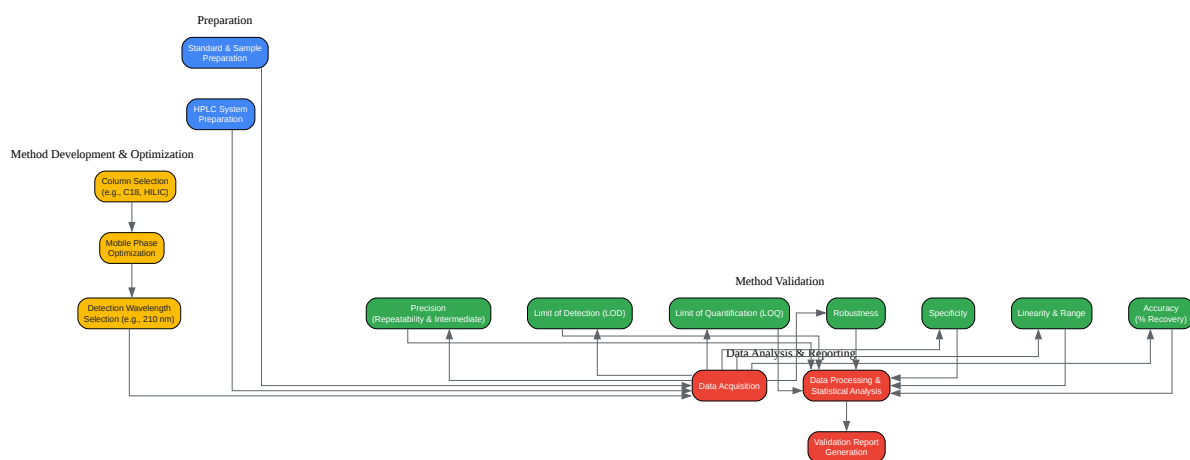 Preparation
Standard & Sample
Preparation
HPLC System
Preparation
Method Development & Optimization
Column Selection
(e.g., C18, HILIC)
Mobile Phase
Optimization
Detection Wavelength
Selection (e.g., 210 nm)
Method Validation
Precision
(Repeatability & Intermediate)
Limit of Detection (LOD)
Limit of Quantification (LOQ)
Robustness
Specificity
Linearity & Range
Accuracy
(% Recovery)
Data Analysis & Reporting
Data Acquisition
Data Processing &
Statistical Analysis
Validation Report
Generation